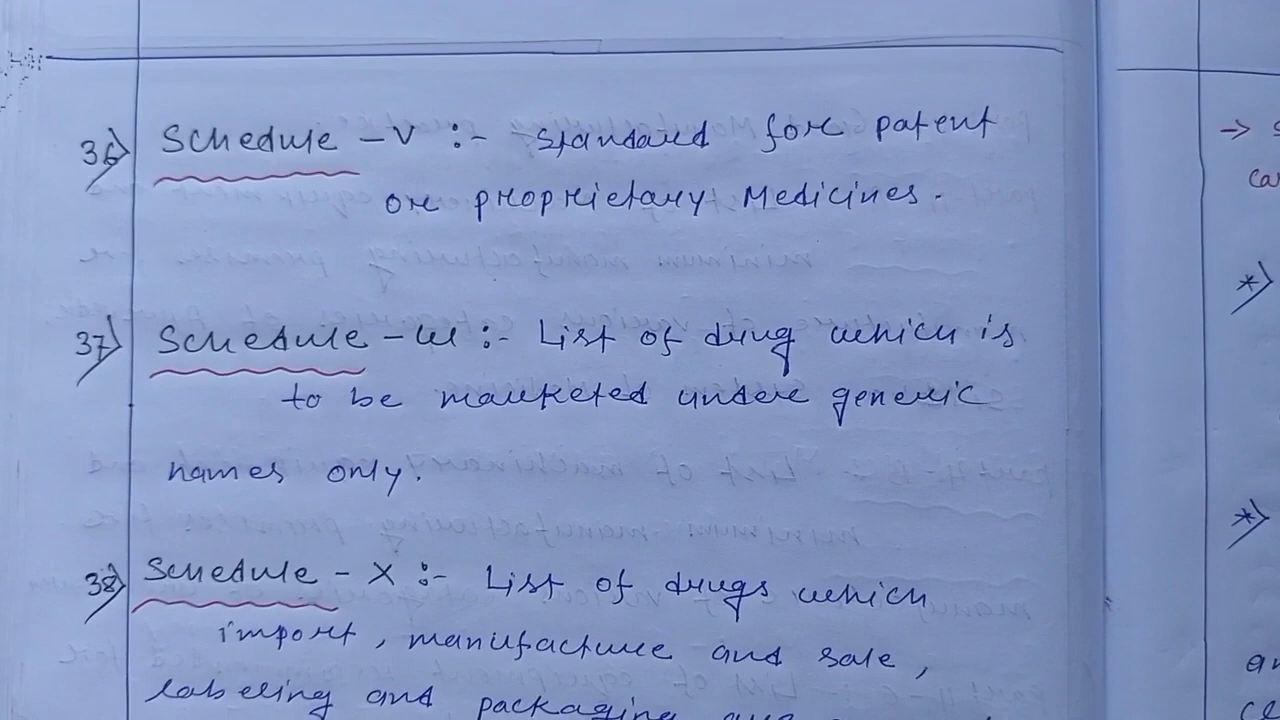 36) Schedule - V :- Standard for patent
or proprietary Medicines.
37) Schedule - W :- List of drug which is
to be marketed under generic
names only.
38) Schedule - X :- List of drugs which
import, manufacture and sale,
labeling and packaging